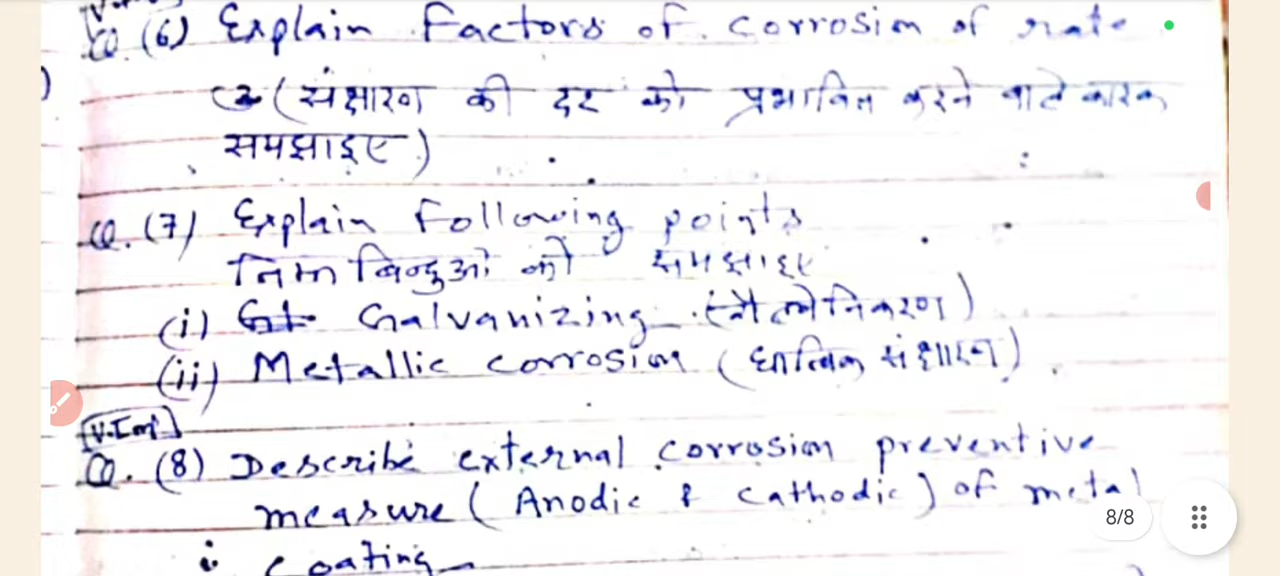 Q. (6) Explain Factors of corrosion of rate
(संक्षारण की दर को प्रभावित करने वाले कारक
समझाइए)
Q. (7) Explain Following points
निम्न बिन्दुओं को समझाइए
(i) Galvanizing (गैल्वेनिकरण)
(ii) Metallic corrosion (धात्विक संक्षारण)
V.Imp
Q. (8) Describe external corrosion preventive
measure (Anodic & cathodic) of metal
8/8
coating